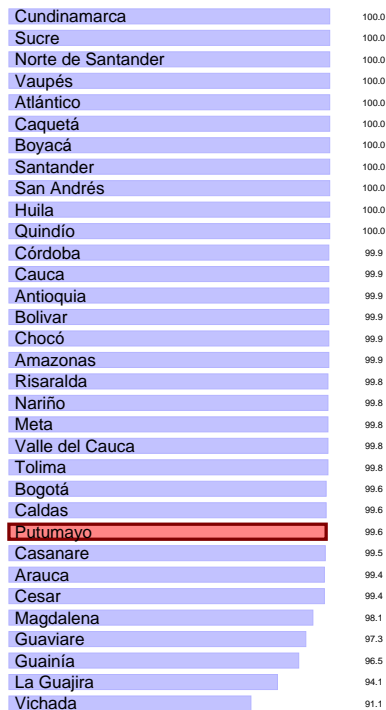 Cundinamarca 100.0
Sucre 100.0
Norte de Santander 100.0
Vaupés 100.0
Atlántico 100.0
Caquetá 100.0
Boyacá 100.0
Santander 100.0
San Andrés 100.0
Huila 100.0
Quindío 100.0
Córdoba 99.9
Cauca 99.9
Antioquia 99.9
Bolivar 99.9
Chocó 99.9
Amazonas 99.9
Risaralda 99.8
Nariño 99.8
Meta 99.8
Valle del Cauca 99.8
Tolima 99.8
Bogotá 99.6
Caldas 99.6
Putumayo 99.6
Casanare 99.5
Arauca 99.4
Cesar 99.4
Magdalena 98.1
Guaviare 97.3
Guainía 96.5
La Guajira 94.1
Vichada 91.1